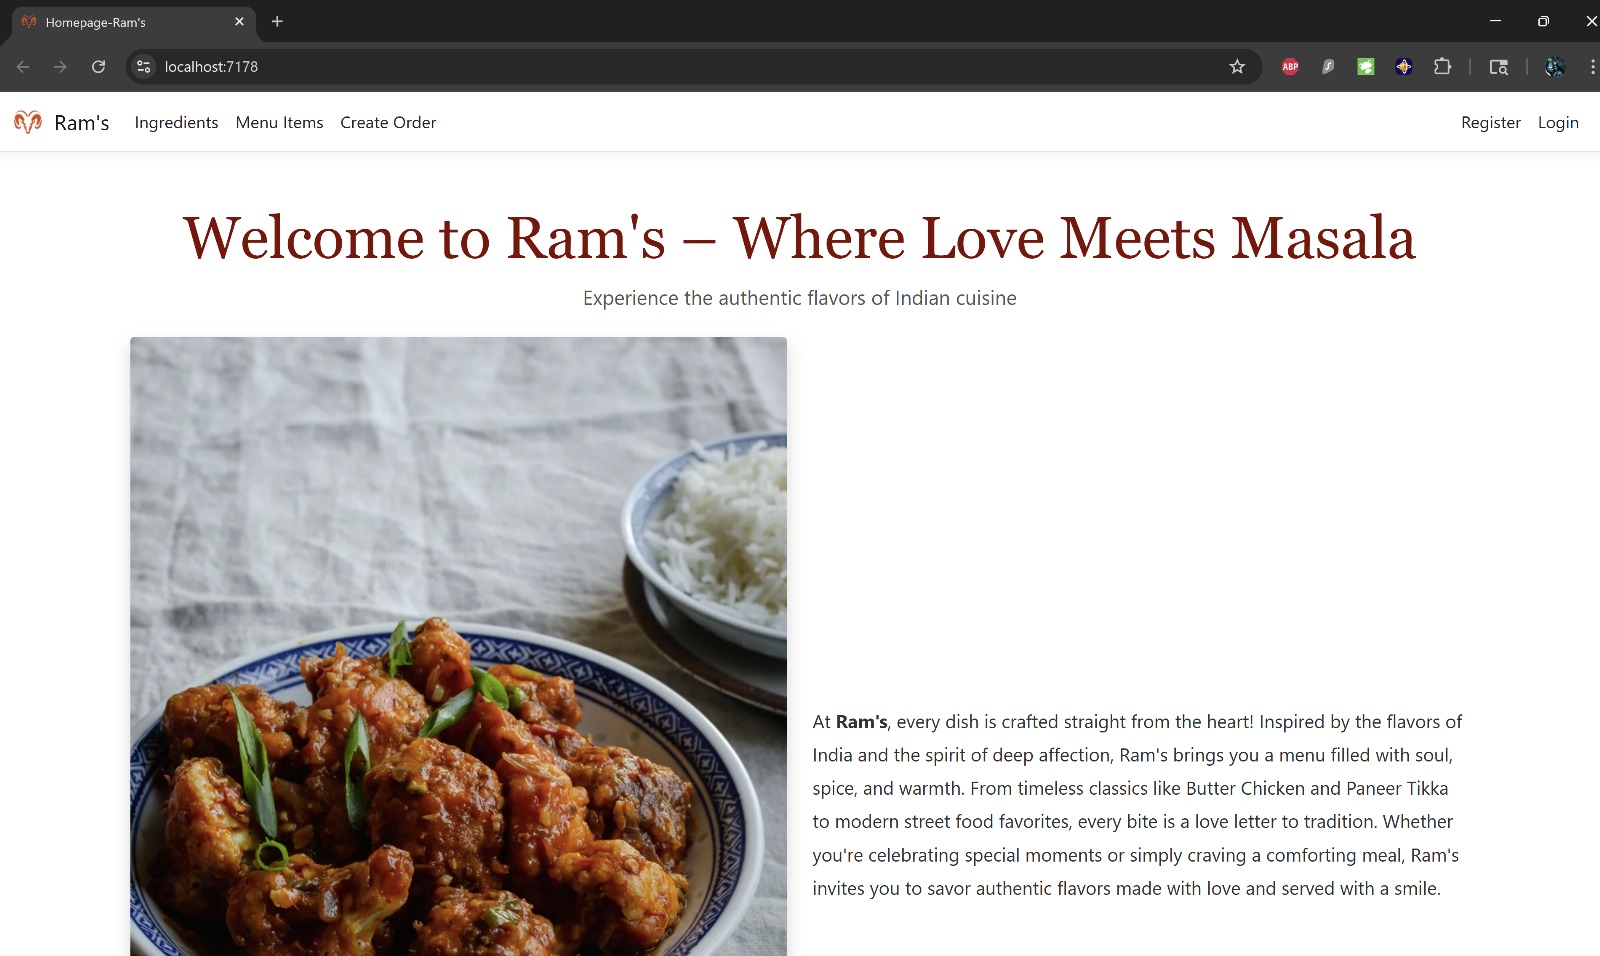 Homepage-Ram's
localhost:7178
ABP
Ram's
Ingredients
Menu Items
Create Order
Register
Login
Welcome to Ram's – Where Love Meets Masala
Experience the authentic flavors of Indian cuisine
At Ram's, every dish is crafted straight from the heart! Inspired by the flavors of
India and the spirit of deep affection, Ram's brings you a menu filled with soul,
spice, and warmth. From timeless classics like Butter Chicken and Paneer Tikka
to modern street food favorites, every bite is a love letter to tradition. Whether
you're celebrating special moments or simply craving a comforting meal, Ram's
invites you to savor authentic flavors made with love and served with a smile.